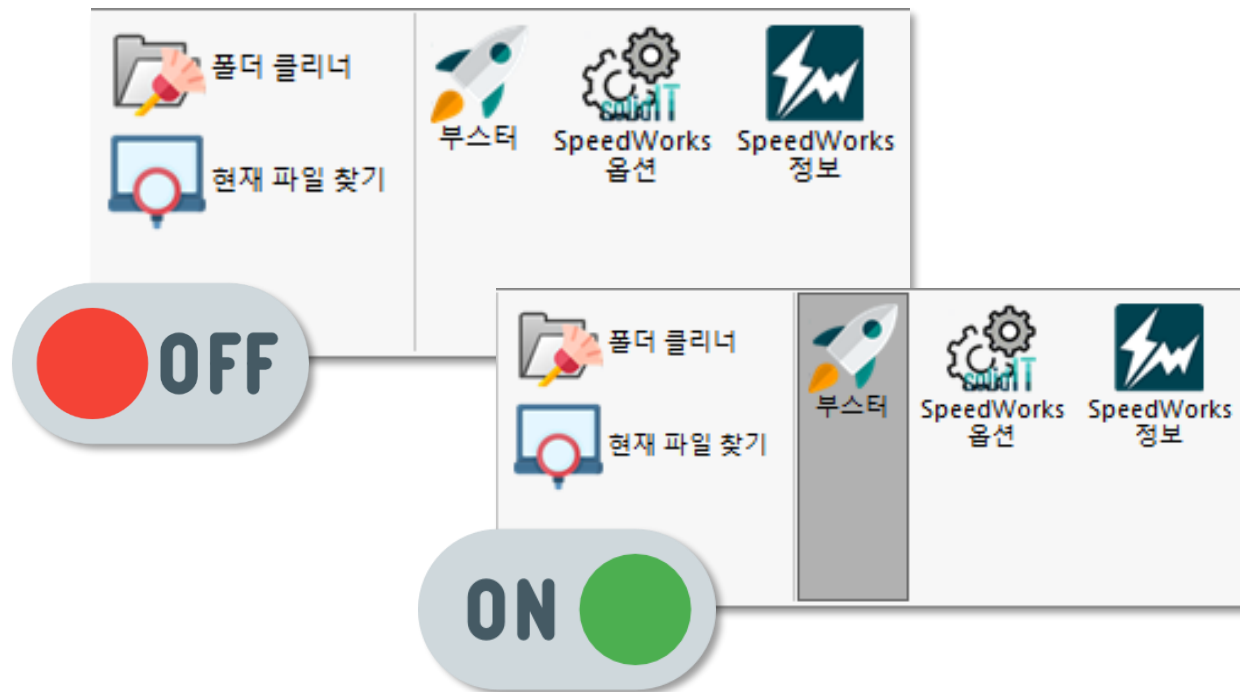 폴더 클리너
현재 파일 찾기
부스터
solidIT
SpeedWorks
옵션
SpeedWorks
정보
OFF
폴더 클리너
현재 파일 찾기
부스터
solidIT
SpeedWorks
옵션
SpeedWorks
정보
ON